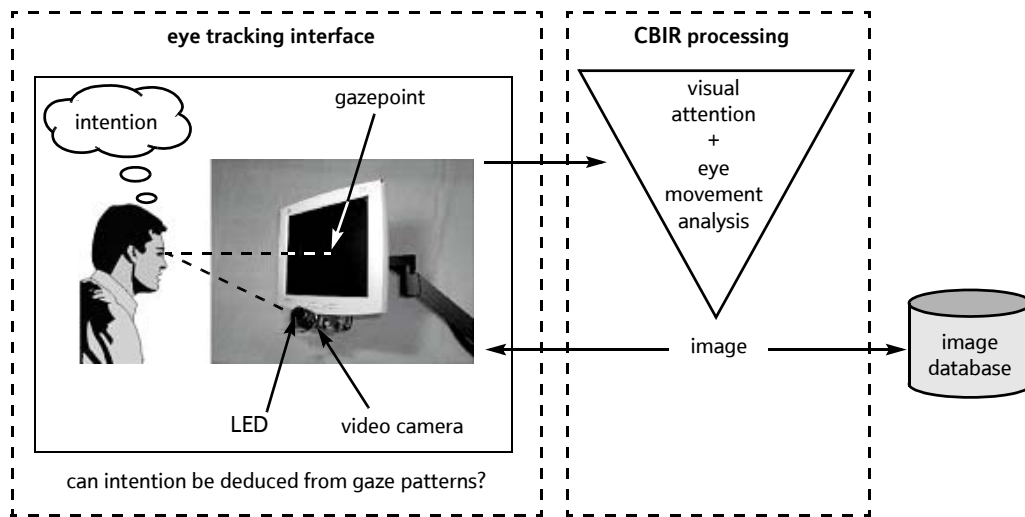 eye tracking interface
CBIR processing
intention
gazepoint
visual
attention
+
eye
movement
analysis
image
image
database
LED
video camera
can intention be deduced from gaze patterns?